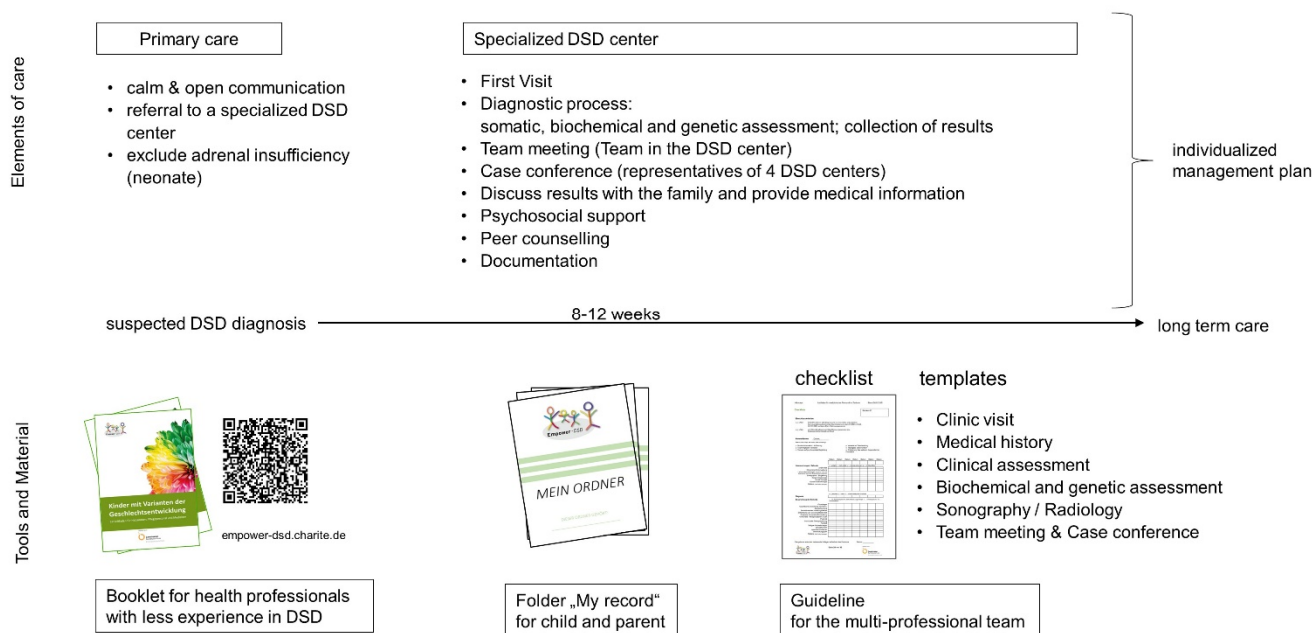 Elements of care
Primary care
• calm & open communication
• referral to a specialized DSD
center
• exclude adrenal insufficiency
(neonate)
Specialized DSD center
• First Visit
• Diagnostic process:
somatic, biochemical and genetic assessment; collection of results
• Team meeting (Team in the DSD center)
• Case conference (representatives of 4 DSD centers)
• Discuss results with the family and provide medical information
• Psychosocial support
• Peer counselling
• Documentation
individualized
management plan
suspected DSD diagnosis
8-12 weeks
long term care
Tools and Material
Kinder mit Varianten der
Geschlechtsentwicklung
empower-dsd.charite.de
Booklet for health professionals
with less experience in DSD
Empower-DSD
MEIN ORDNER
Folder „My record“
for child and parent
checklist
templates
• Clinic visit
• Medical history
• Clinical assessment
• Biochemical and genetic assessment
• Sonography / Radiology
• Team meeting & Case conference
Guideline
for the multi-professional team